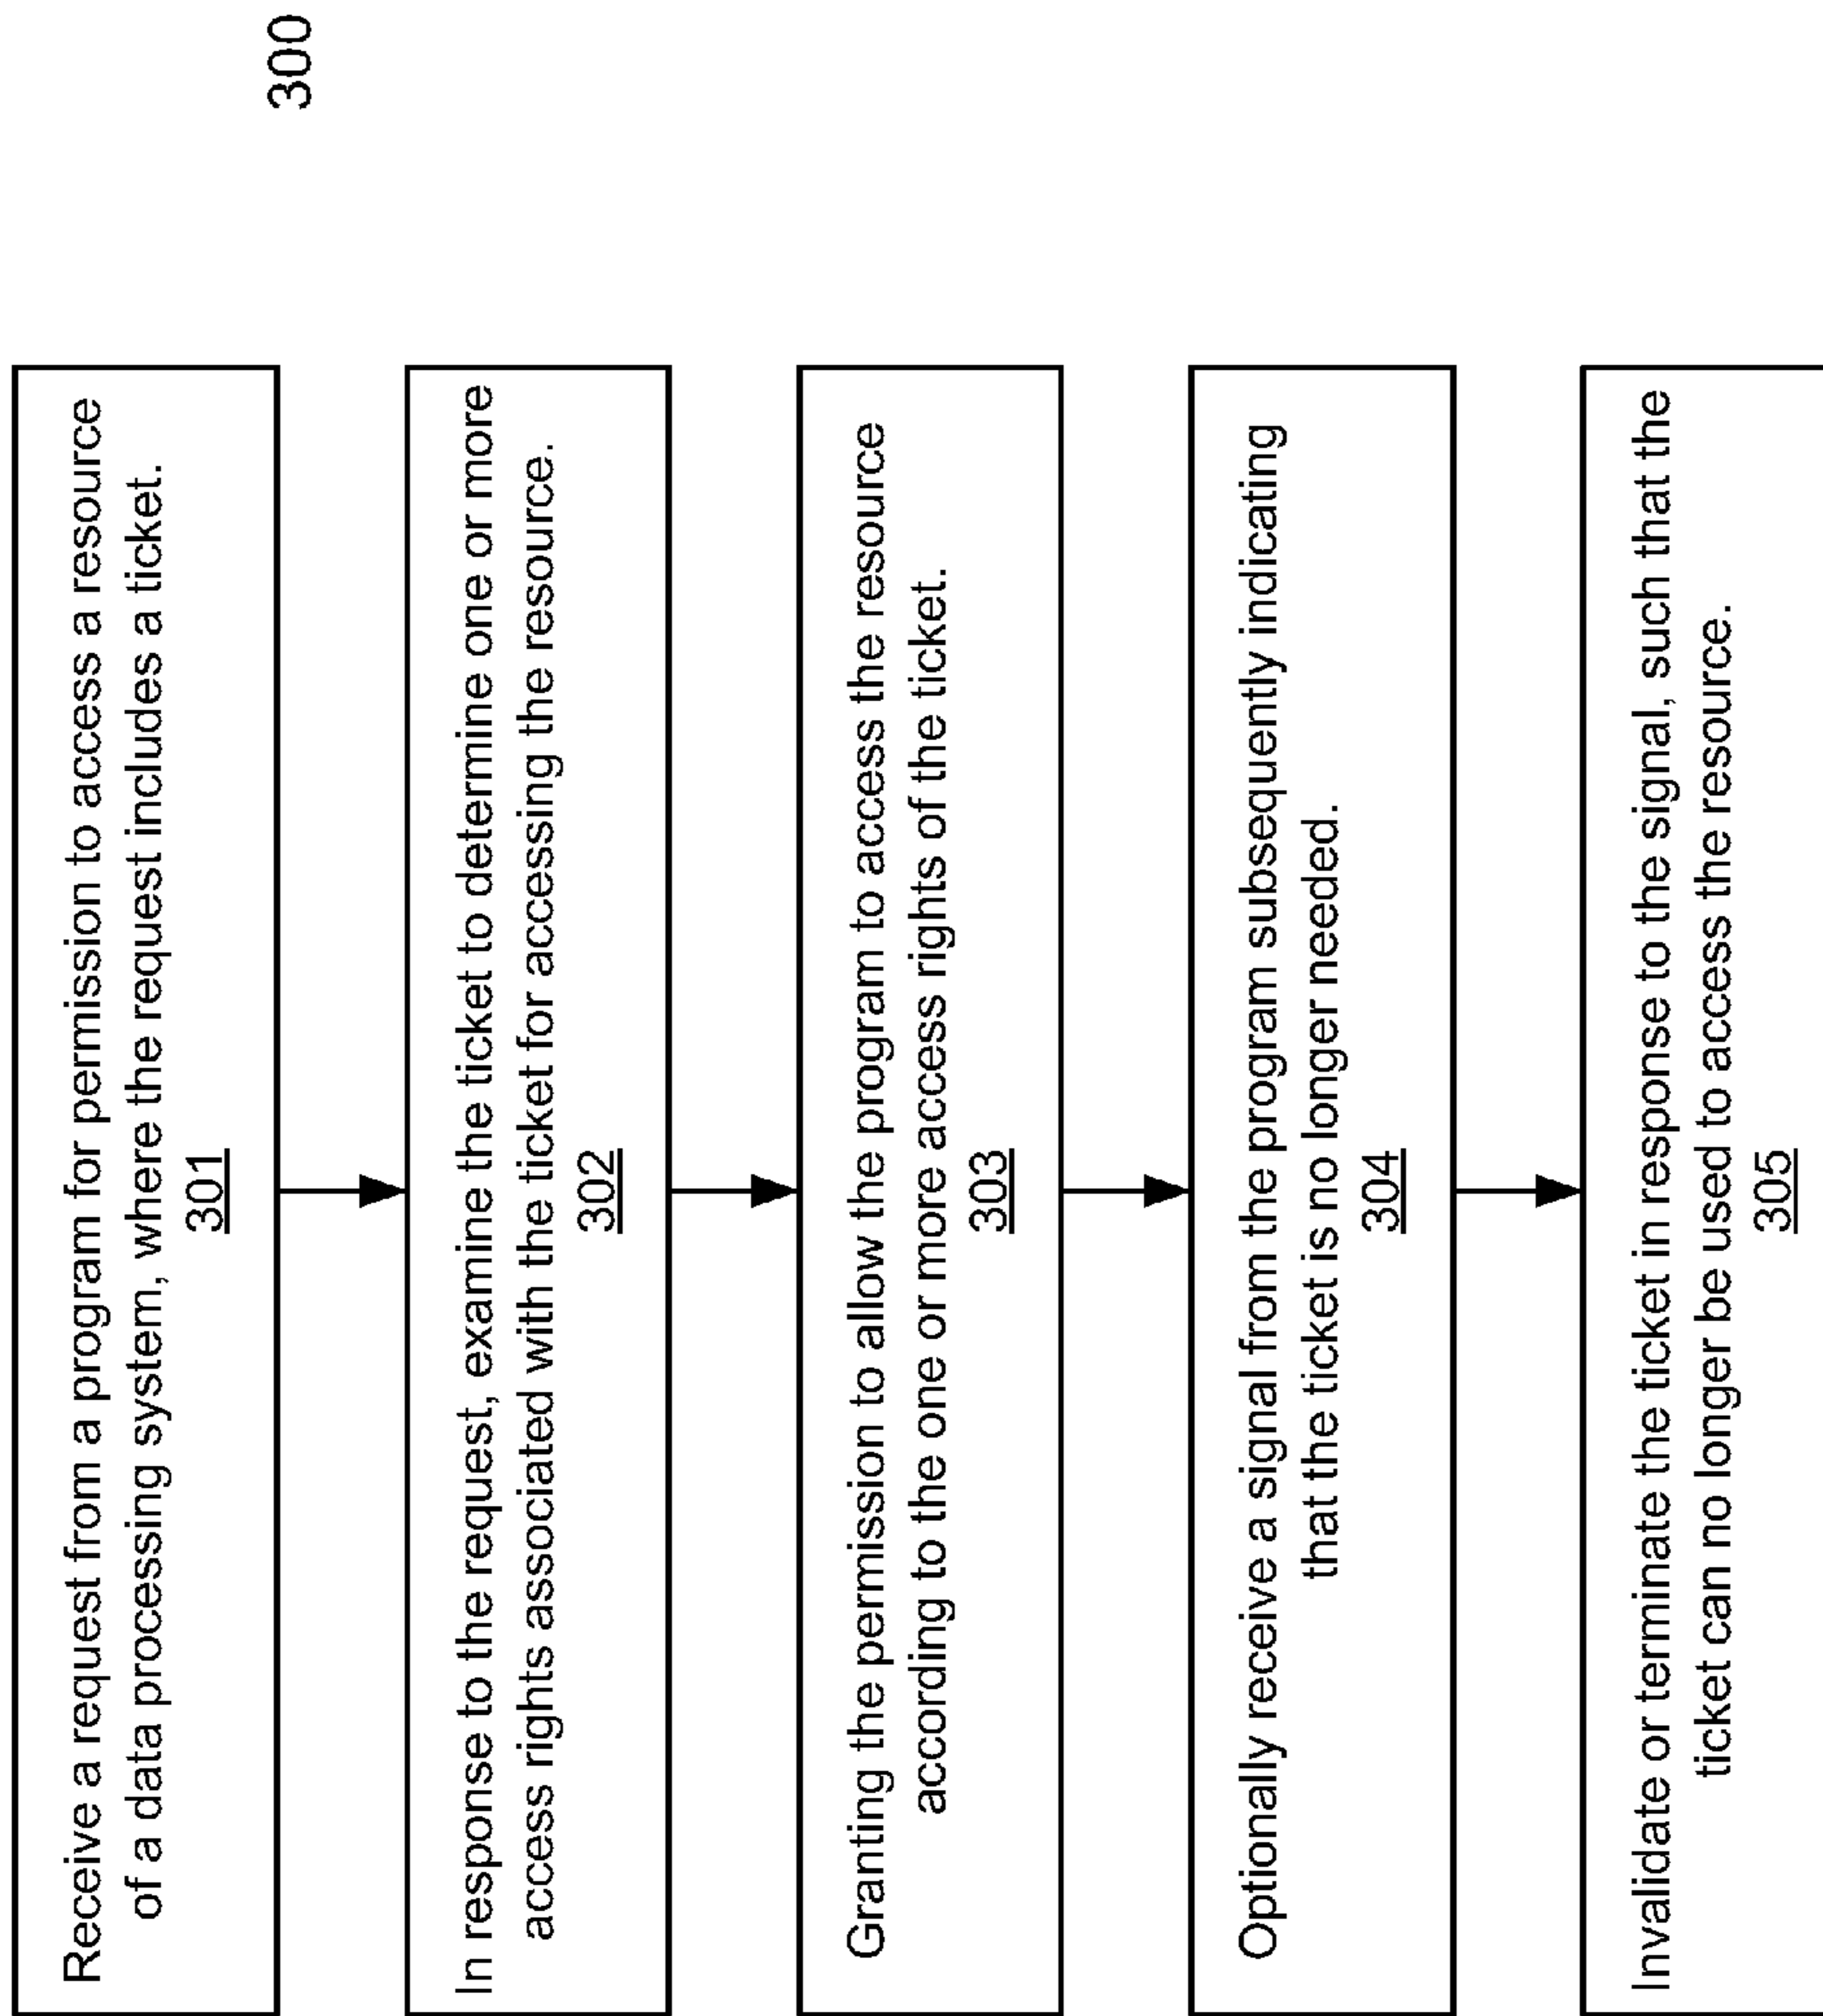 300
Receive a request from a program for permission to access a resource
of a data processing system, where the request includes a ticket.
301
In response to the request, examine the ticket to determine one or more
access rights associated with the ticket for accessing the resource.
302
Granting the permission to allow the program to access the resource
according to the one or more access rights of the ticket.
303
Optionally receive a signal from the program subsequently indicating
that the ticket is no longer needed.
304
Invalidate or terminate the ticket in response to the signal, such that the
ticket can no longer be used to access the resource.
305